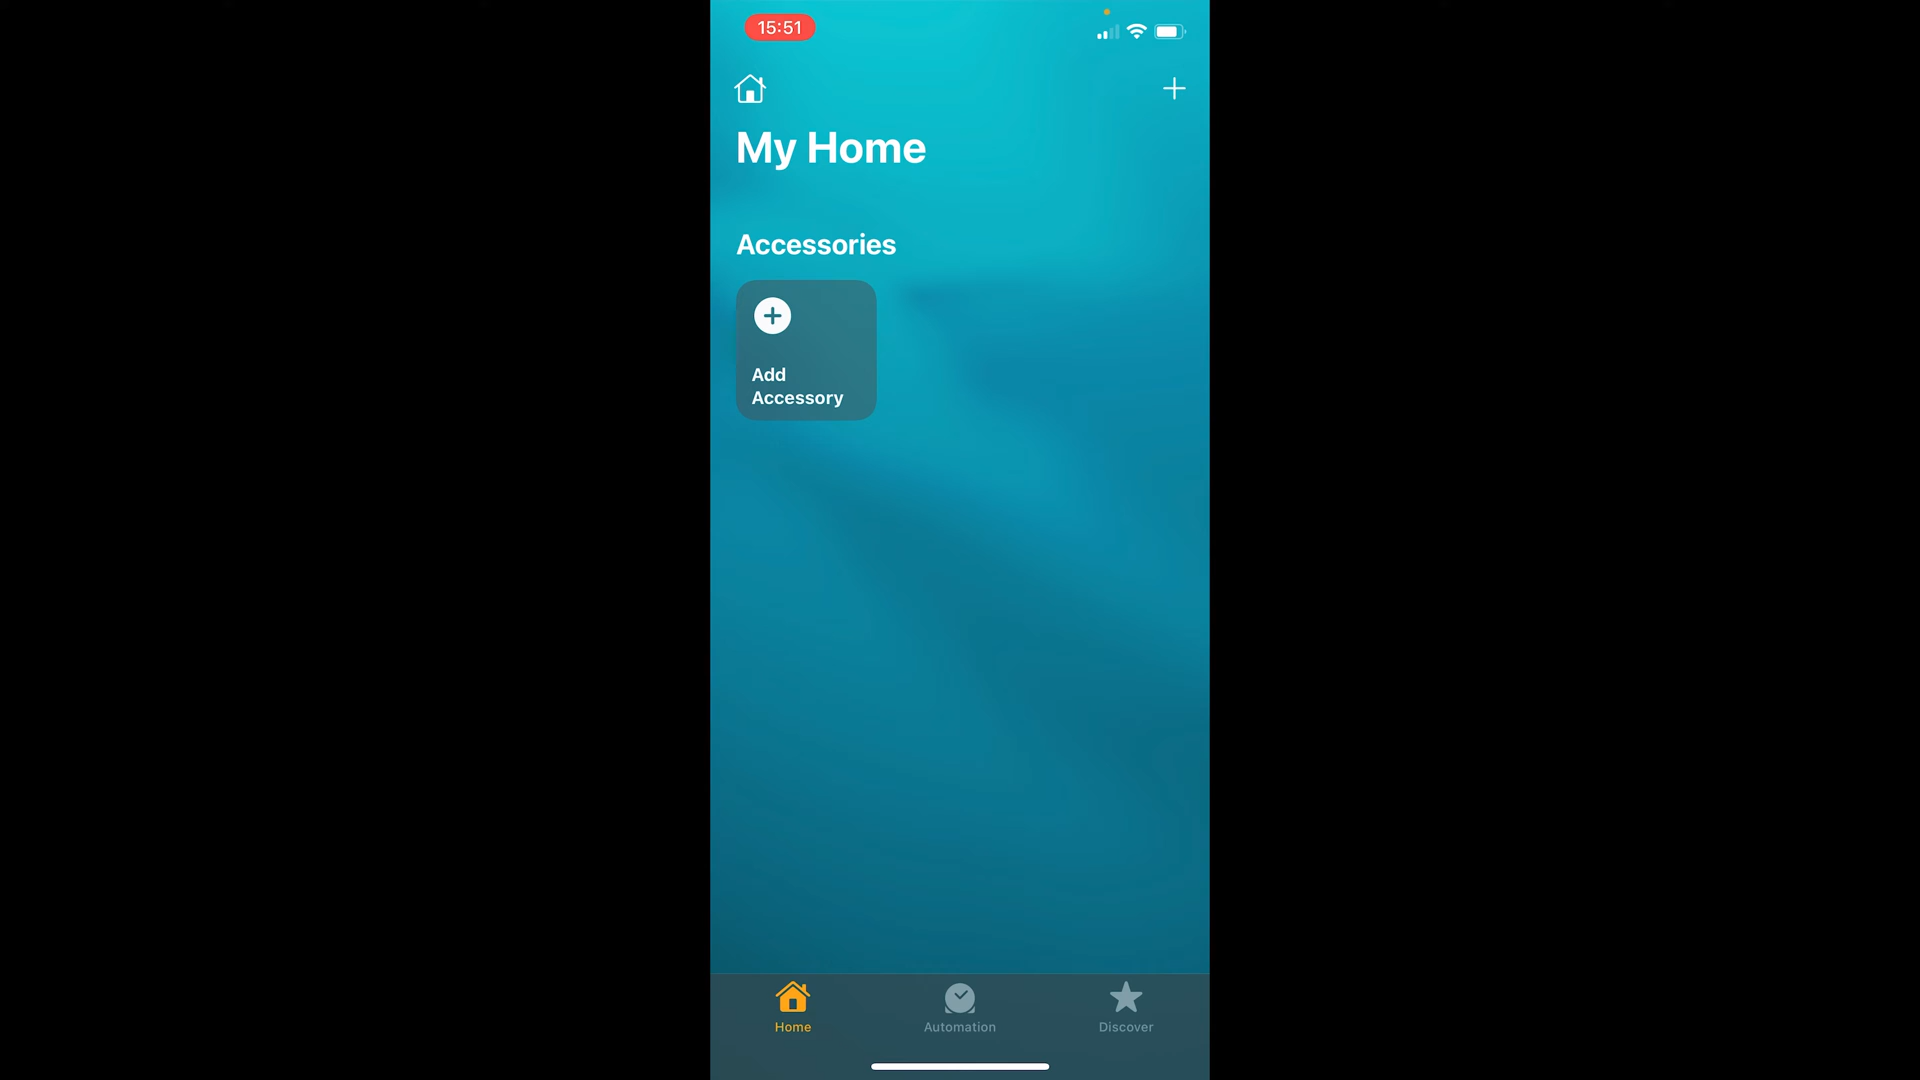 15:51
My Home
Accessories
Add
Accessory
Home
Automation
Discover